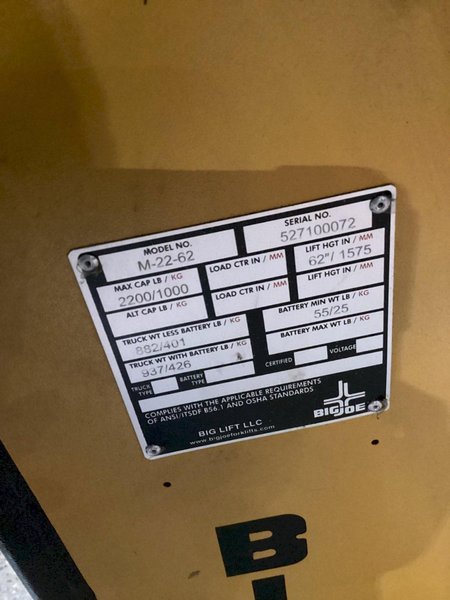 MODEL NO.
M-22-62
SERIAL NO.
527100072
MAX CAP LB / KG
2200/1000
LOAD CTR IN / MM
LIFT HGT IN / MM
62"/ 1575
ALT CAP LB / KG
LOAD CTR IN / MM
LIFT HGT IN / MM
TRUCK WT LESS BATTERY LB / KG
882/401
BATTERY MIN WT LB / KG
55/25
TRUCK WT WITH BATTERY LB / KG
937/426
BATTERY MAX WT LB / KG
TRUCK TYPE
BATTERY TYPE
CERTIFIED
VOLTAGE
COMPLIES WITH THE APPLICABLE REQUIREMENTS
OF ANSI/ITSDF B56.1 AND OSHA STANDARDS
BIG LIFT LLC
www.bigjoeforklifts.com
BIG JOE
B